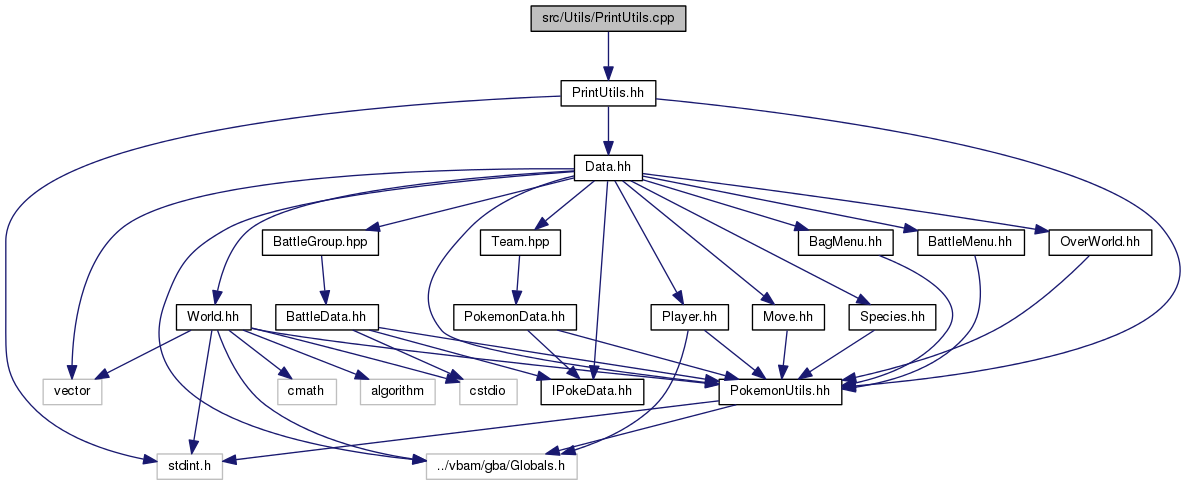 src/Utils/PrintUtils.cpp
PrintUtils.hh
Data.hh
BattleGroup.hpp
Team.hpp
BagMenu.hh
BattleMenu.hh
OverWorld.hh
World.hh
BattleData.hh
PokemonData.hh
Player.hh
Move.hh
Species.hh
vector
cmath
algorithm
cstdio
IPokeData.hh
PokemonUtils.hh
stdint.h
../vbam/gba/Globals.h